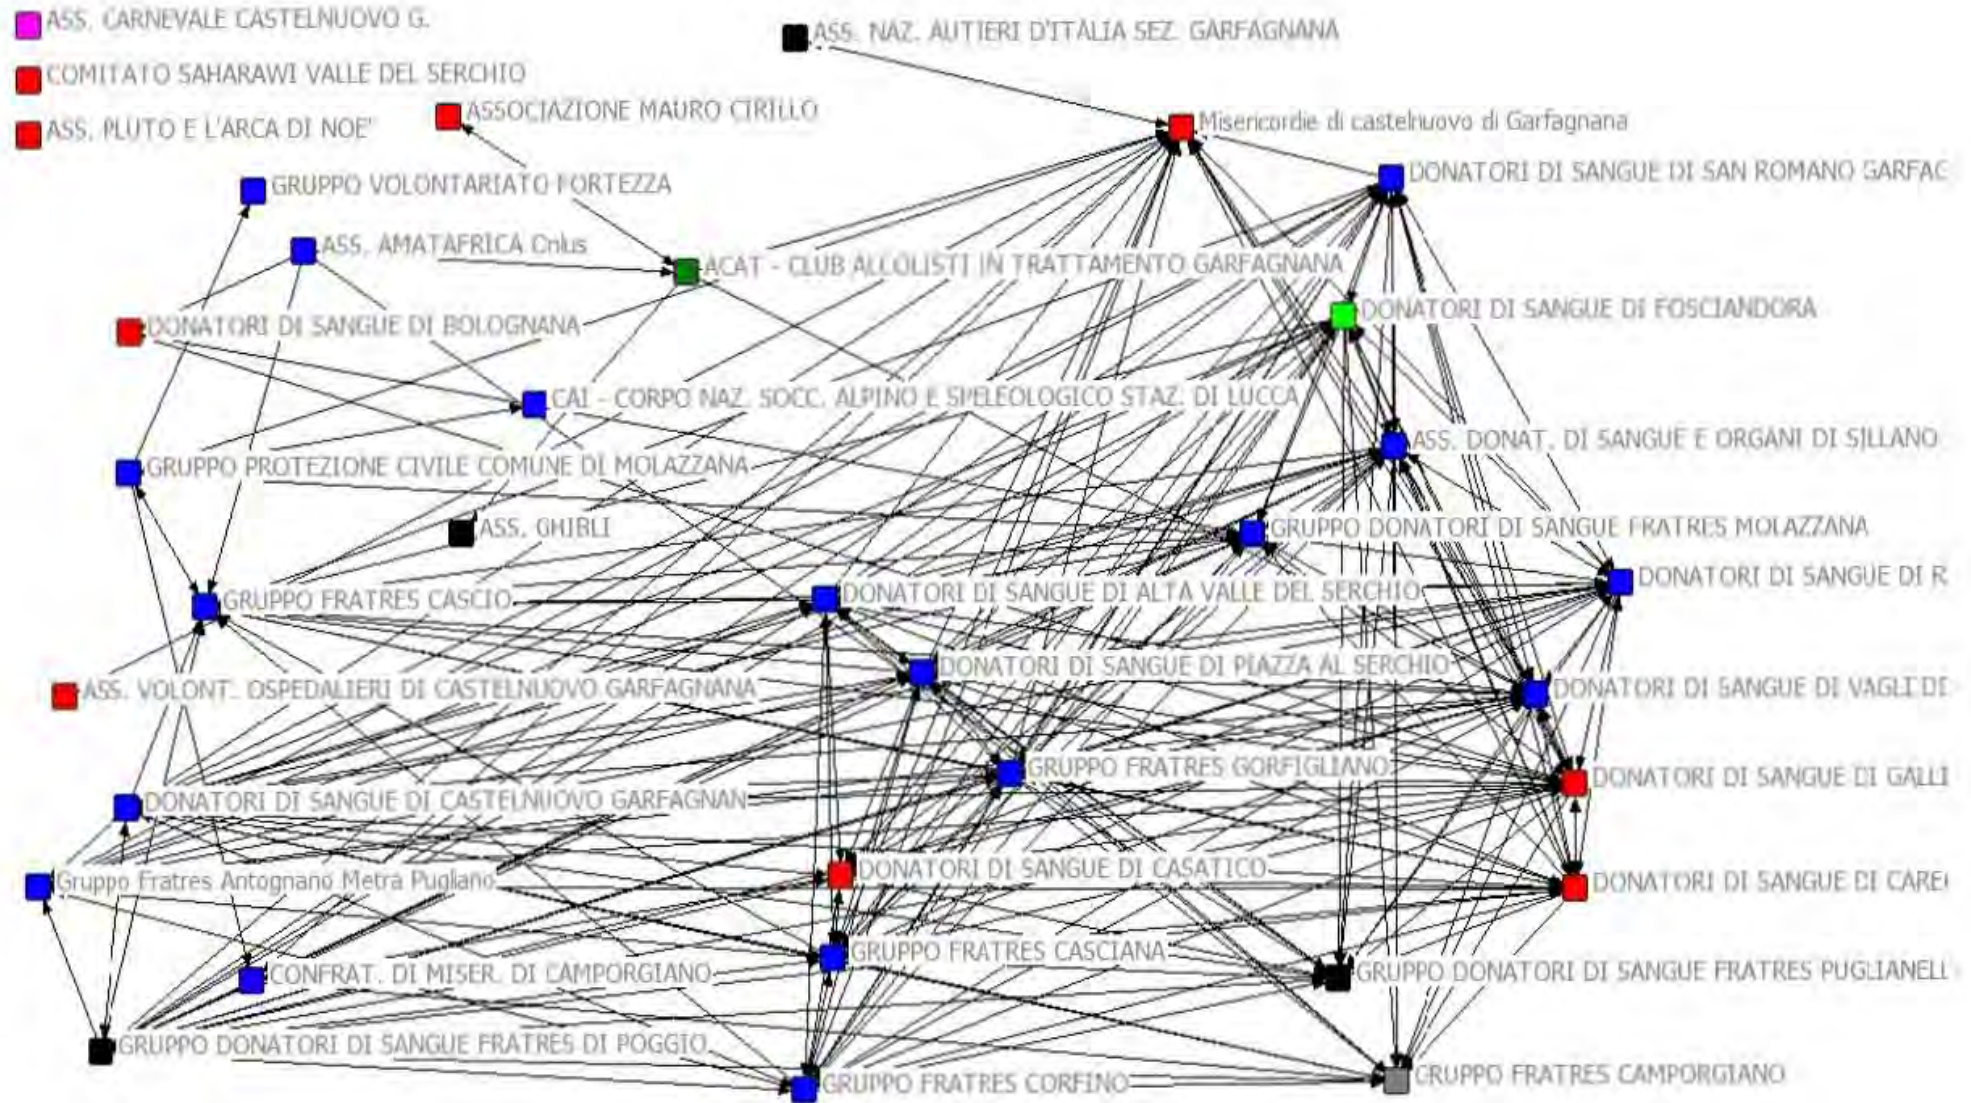 ASS. CARNEVALE CASTELNUOVO G.
ASS. NAZ. AUTIERI D'ITALIA SEZ. GARFAGNANA
COMITATO SAHARAWI VALLE DEL SERCHIO
ASSOCIAZIONE MAURO CIRILLO
ASS. PLUTO E L'ARCA DI NOE'
Misericordie di castelnuovo di Garfagnana
DONATORI DI SANGUE DI SAN ROMANO GARFAC
GRUPPO VOLONTARIATO FORTEZZA
ASS. AMATAFRICA Onlus
ACAT - CLUB ALCOLISTI IN TRATTAMENTO GARFAGNANA
DONATORI DI SANGUE DI FOSCIANDORA
DONATORI DI SANGUE DI BOLOGNANA
CAI - CORPO NAZ. SOCC. ALPINO E SPELEOLOGICO STAZ. DI LUCCA
ASS. DONAT. DI SANGUE E ORGANI DI SILLANO
GRUPPO PROTEZIONE CIVILE COMUNE DI MOLAZZANA
ASS. GHIBLI
GRUPPO DONATORI DI SANGUE FRATRES MOLAZZANA
DONATORI DI SANGUE DI R
GRUPPO FRATRES CASCIO
DONATORI DI SANGUE DI ALTA VALLE DEL SERCHIO
DONATORI DI SANGUE DI PIAZZA AL SERCHIO
ASS. VOLONT. OSPEDALIERI DI CASTELNUOVO GARFAGNANA
DONATORI DI SANGUE DI VAGLI DI
GRUPPO FRATRES GORFIGLIANO
DONATORI DI SANGUE DI GALLI
DONATORI DI SANGUE DI CASTELNUOVO GARFAGNAN
DONATORI DI SANGUE DI CASATICO
Gruppo Fratres Antognano Metra Pugliano
DONATORI DI SANGUE DI CARE
GRUPPO FRATRES CASCIANA
CONFRAT. DI MISER. DI CAMPORGIANO
GRUPPO DONATORI DI SANGUE FRATRES PUGLIANELL
GRUPPO DONATORI DI SANGUE FRATRES DI POGGIO
GRUPPO FRATRES CORFINO
GRUPPO FRATRES CAMPORGIANO